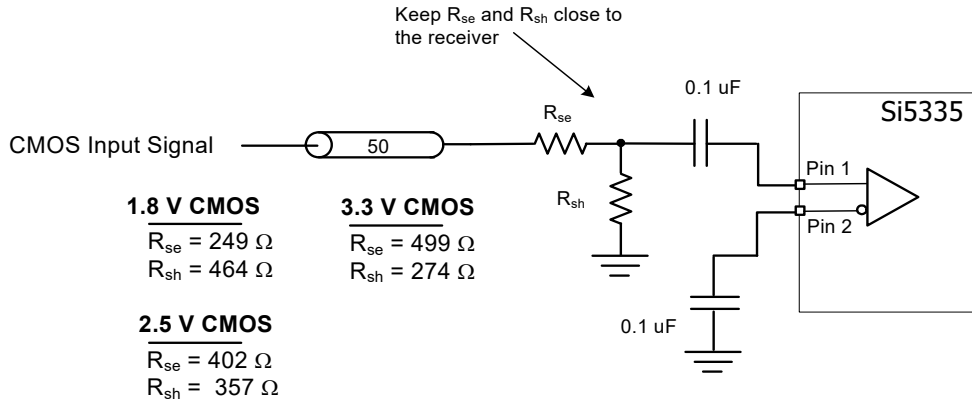 Keep Rse and Rsh close to
the receiver
0.1 uF
Si5335
Rse
CMOS Input Signal
50
Pin 1
Rsh
Pin 2
1.8 V CMOS
Rse = 249 Ω
Rsh = 464 Ω
3.3 V CMOS
Rse = 499 Ω
Rsh = 274 Ω
0.1 uF
2.5 V CMOS
Rse = 402 Ω
Rsh = 357 Ω